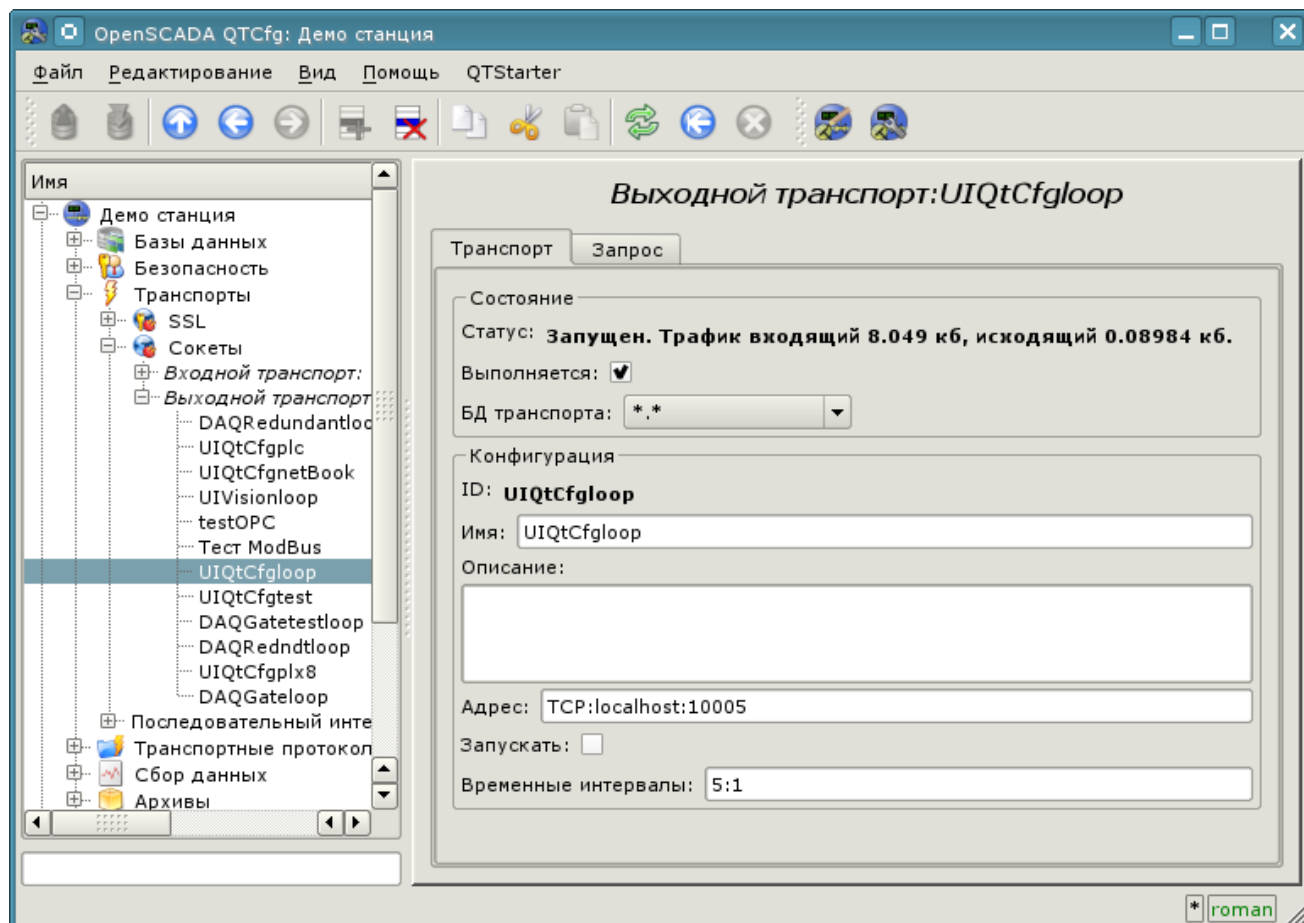 OpenSCADA QTCfg: Демо станция
Файл Редактирование Вид Помощь QTStarter
Имя
Демо станция
Базы данных
Безопасность
Транспорты
SSL
Сокеты
Входной транспорт:
Выходной транспорт
DAQRedundantloo
UIQtCfgplc
UIQtCfgnetBook
UIVisionloop
testOPC
Тест ModBus
UIQtCfgloop
UIQtCfgtest
DAQGatetestloop
DAQRedndtloop
UIQtCfgplx8
DAQGateloop
Последовательный инте
Транспортные протокол
Сбор данных
Архивы
Выходной транспорт:UIQtCfgloop
Транспорт Запрос
Состояние
Статус: Запущен. Трафик входящий 8.049 кб, исходящий 0.08984 кб.
Выполняется:
БД транспорта: *.*
Конфигурация
ID: UIQtCfgloop
Имя: UIQtCfgloop
Описание:
Адрес: TCP:localhost:10005
Запускать:
Временные интервалы: 5:1
* roman